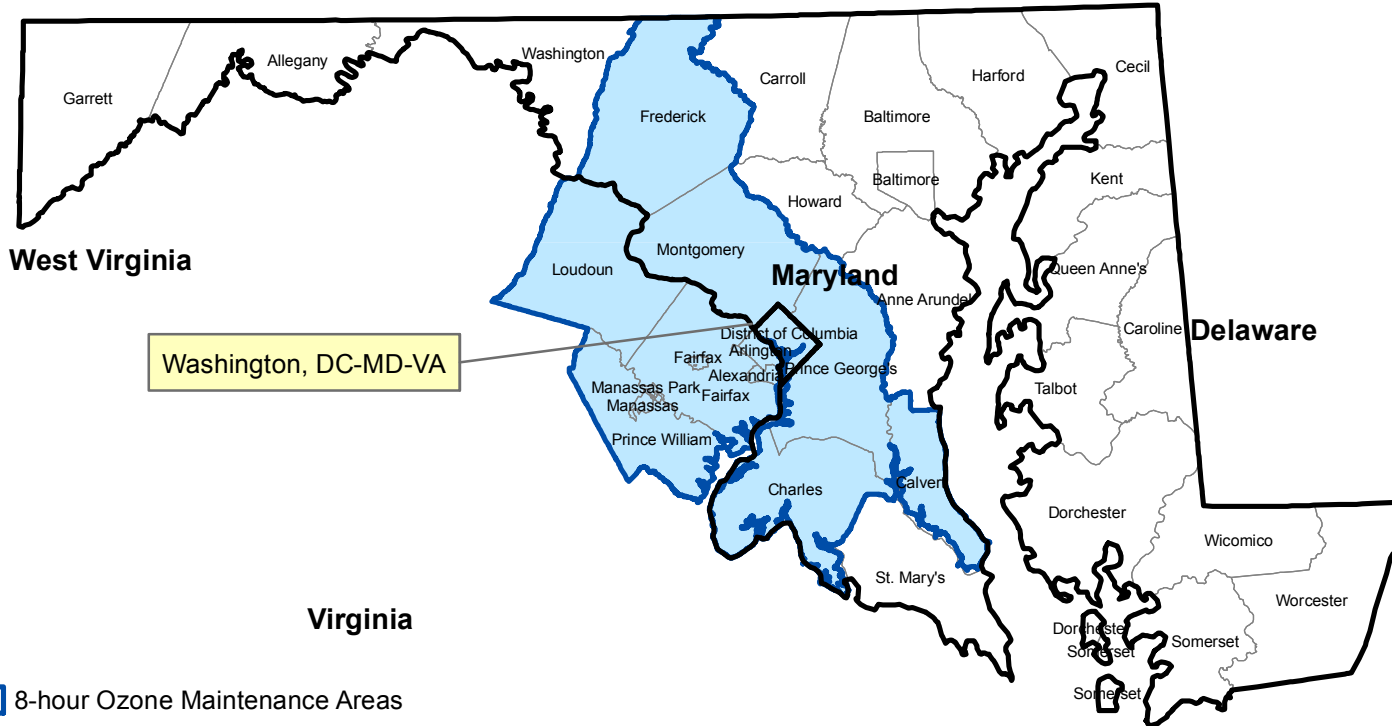 Washington
Allegany
Garrett
Carroll
Harford
Cecil
Frederick
Baltimore
Baltimore
Kent
Howard
Montgomery
West Virginia
Loudoun
Maryland
Queen Anne's
Anne Arundel
Caroline
Delaware
District of Columbia
Arlington
Washington, DC-MD-VA
Fairfax
Prince George's
Alexandria
Manassas Park
Fairfax
Manassas
Talbot
Prince William
Charles
Calvert
Dorchester
Wicomico
St. Mary's
Worcester
Virginia
Dorchester
Somerset
Somerset
Somerset
8-hour Ozone Maintenance Areas